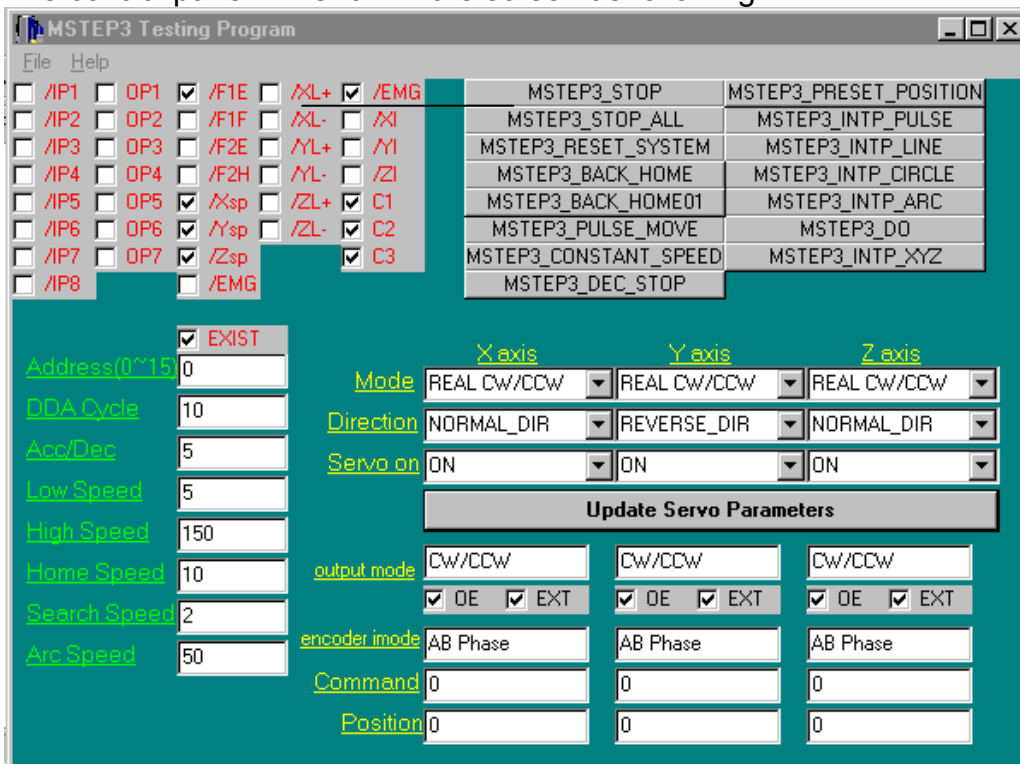 MSTEP3 Testing Program
File Help
/IP1 OP1 /F1E /XL+ /EMG MSTEP3_STOP MSTEP3_PRESET_POSITION
/IP2 OP2 /F1F /XL- /XI MSTEP3_STOP_ALL MSTEP3_INTP_PULSE
/IP3 OP3 /F2E /YL+ /YI MSTEP3_RESET_SYSTEM MSTEP3_INTP_LINE
/IP4 OP4 /F2H /YL- /ZI MSTEP3_BACK_HOME MSTEP3_INTP_CIRCLE
/IP5 OP5 /Xsp /ZL+ C1 MSTEP3_BACK_HOME01 MSTEP3_INTP_ARC
/IP6 OP6 /Ysp /ZL- C2 MSTEP3_PULSE_MOVE MSTEP3_DO
/IP7 OP7 /Zsp C3 MSTEP3_CONSTANT_SPEED MSTEP3_INTP_XYZ
/IP8 /EMG MSTEP3_DEC_STOP
EXIST
Address(0~15) 0
DDA Cycle 10
Acc/Dec 5
Low Speed 5
High Speed 150
Home Speed 10
Search Speed 2
Arc Speed 50
X axis Y axis Z axis
Mode REAL CW/CCW REAL CW/CCW REAL CW/CCW
Direction NORMAL_DIR REVERSE_DIR NORMAL_DIR
Servo on ON ON ON
Update Servo Parameters
output mode CW/CCW CW/CCW CW/CCW
OE EXT OE EXT OE EXT
encoder imode AB Phase AB Phase AB Phase
Command 0 0 0
Position 0 0 0